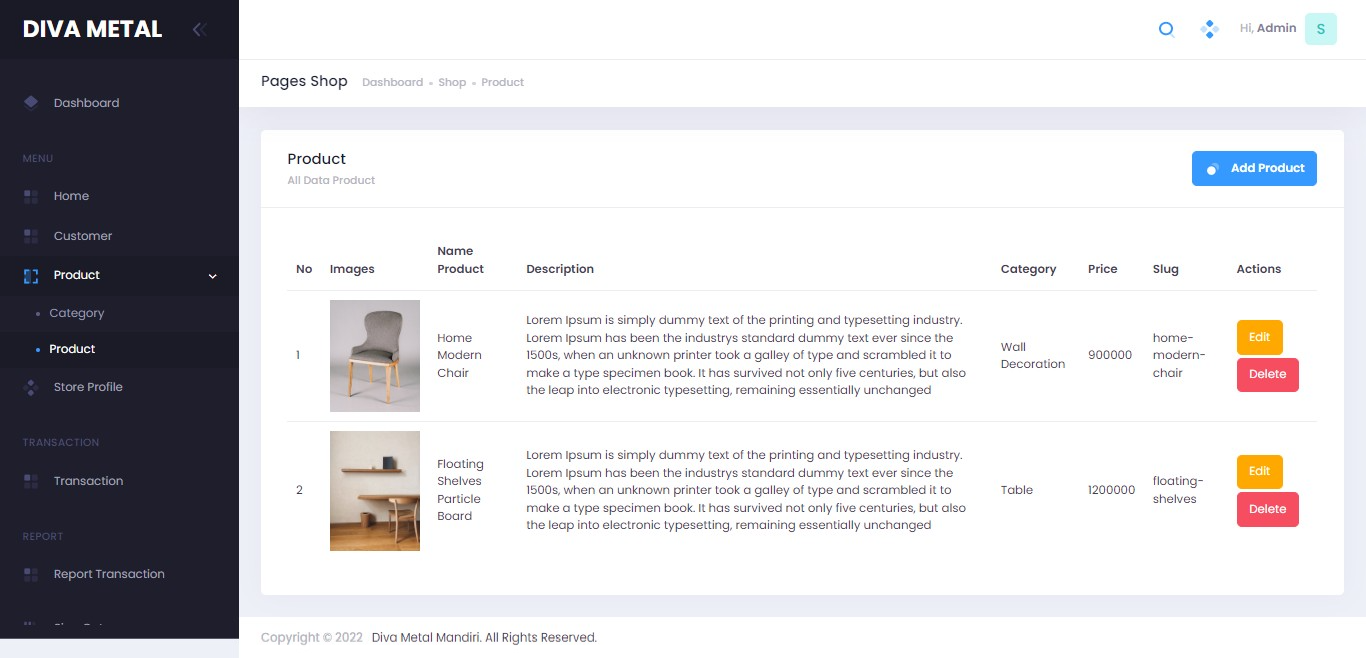 DIVA METAL
Hi, Admin
S
Pages Shop Dashboard Shop Product
Dashboard
MENU
Home
Customer
Product
Category
Product
Store Profile
TRANSACTION
Transaction
REPORT
Report Transaction
Product
All Data Product
Add Product
No Images Name Product Description Category Price Slug Actions
1
Home
Modern
Chair
Lorem Ipsum is simply dummy text of the printing and typesetting industry.
Lorem Ipsum has been the industrys standard dummy text ever since the
1500s, when an unknown printer took a galley of type and scrambled it to
make a type specimen book. It has survived not only five centuries, but also
the leap into electronic typesetting, remaining essentially unchanged
Wall
Decoration
900000
home-
modern-
chair
Edit
Delete
2
Floating
Shelves
Particle
Board
Lorem Ipsum is simply dummy text of the printing and typesetting industry.
Lorem Ipsum has been the industrys standard dummy text ever since the
1500s, when an unknown printer took a galley of type and scrambled it to
make a type specimen book. It has survived not only five centuries, but also
the leap into electronic typesetting, remaining essentially unchanged
Table
1200000
floating-
shelves
Edit
Delete
Copyright © 2022 Diva Metal Mandiri. All Rights Reserved.